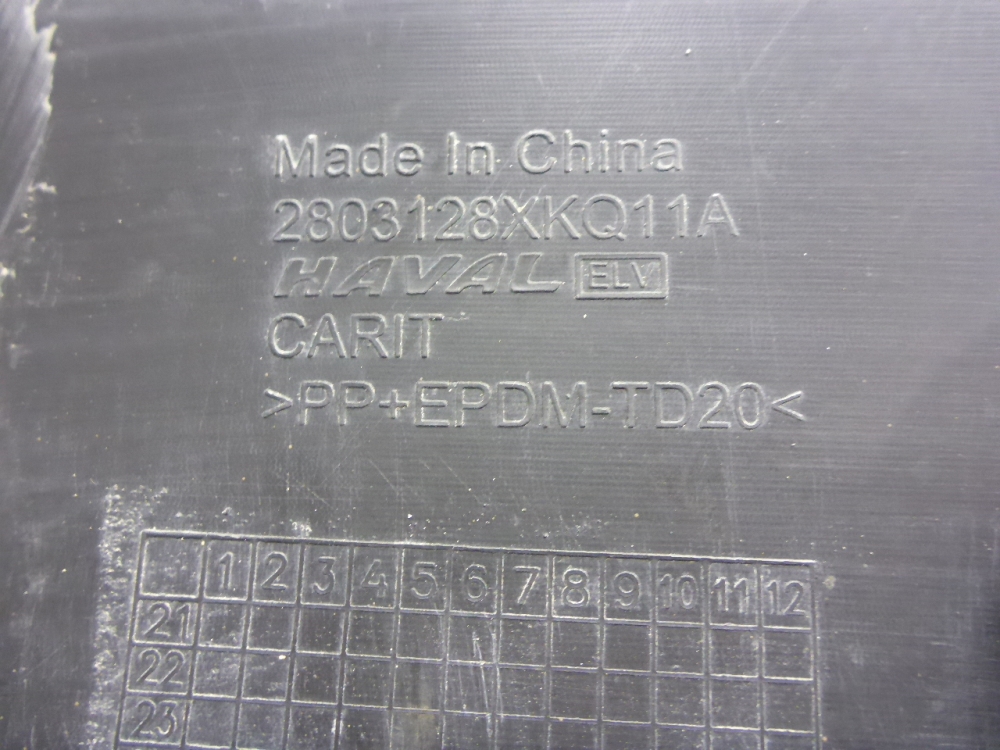 Made In China
2803128XKQ11A
HAVAL ELV
CARIT
>PP+EPDM-TD20<
1 2 3 4 5 6 7 8 9 10 11 12
21
22
23